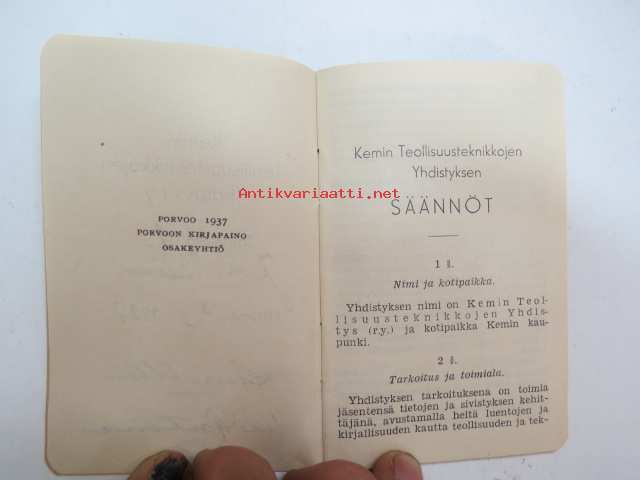 Antikvariaatti.net
PORVOO 1937
PORVOON KIRJAPAINO
OSAKEYHTIÖ
Kemin Teollisuusteknikkojen
Yhdistyksen
SÄÄNNÖT
1 §.
Nimi ja kotipaikka.
Yhdistyksen nimi on Kemin Teol-
lisuusteknikkojen Yhdis-
tys (r.y.) ja kotipaikka Kemin kau-
punki.
2 §.
Tarkoitus ja toimiala.
Yhdistyksen tarkoituksena on toimia
jäsentensä tietojen ja sivistyksen kehit-
täjänä, avustamalla heitä luentojen ja
kirjallisuuden kautta teollisuuden ja tek-